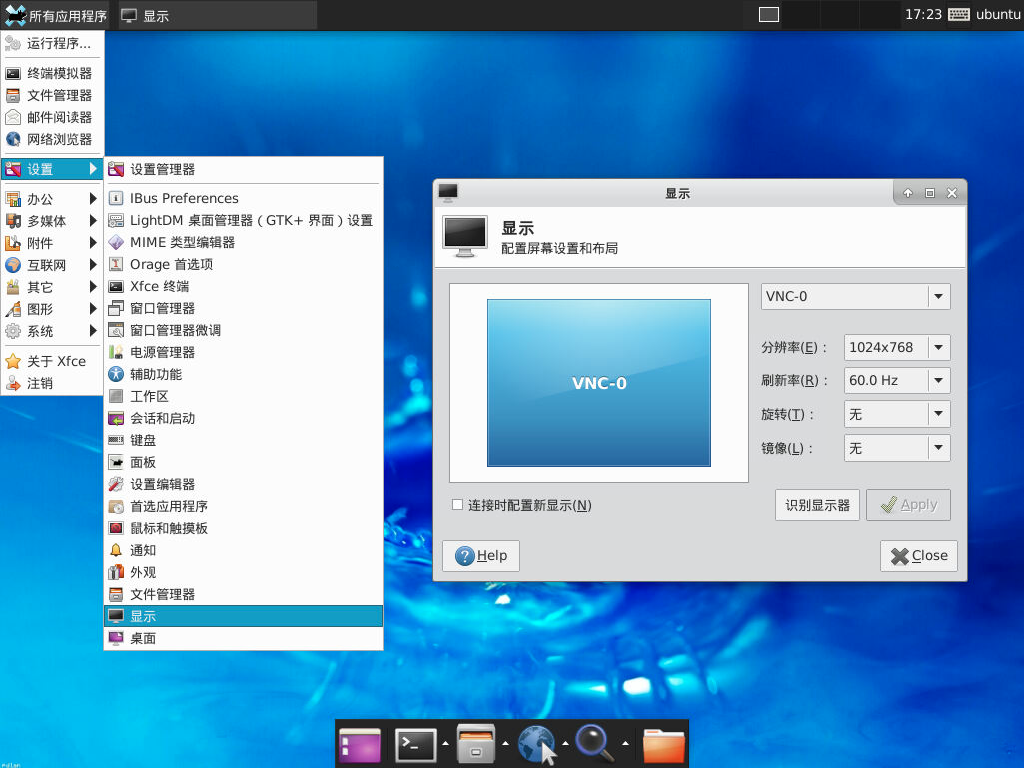 所有应用程序
显示
17:23
ubuntu
运行程序...
终端模拟器
文件管理器
邮件阅读器
网络浏览器
设置
办公
多媒体
附件
互联网
其它
图形
系统
关于 Xfce
注销
设置管理器
IBus Preferences
LightDM 桌面管理器 ( GTK+ 界面 ) 设置
MIME 类型编辑器
Orage 首选项
Xfce 终端
窗口管理器
窗口管理器微调
电源管理器
辅助功能
工作区
会话和启动
键盘
面板
设置编辑器
首选应用程序
鼠标和触摸板
通知
外观
文件管理器
显示
桌面
显示
显示
配置屏幕设置和布局
VNC-0
VNC-0
分辨率(E)：
1024x768
刷新率(R)：
60.0 Hz
旋转(T)：
无
镜像(L)：
无
连接时配置新显示(N)
识别显示器
Apply
Help
Close